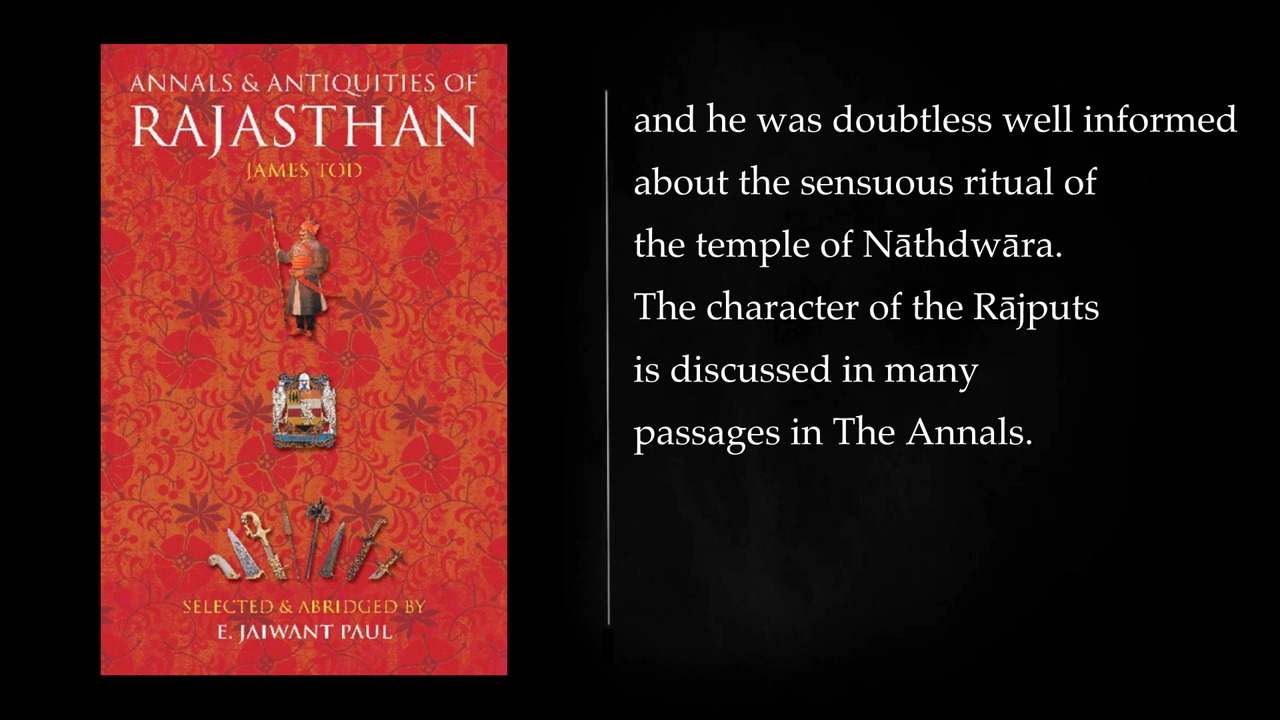 ANNALS & ANTIQUITIES OF
RAJASTHAN
JAMES TOD
SELECTED & ABRIDGED BY
E. JAIWANT PAUL
and he was doubtless well informed
about the sensuous ritual of
the temple of Nāthdwāra.
The character of the Rājputs
is discussed in many
passages in The Annals.